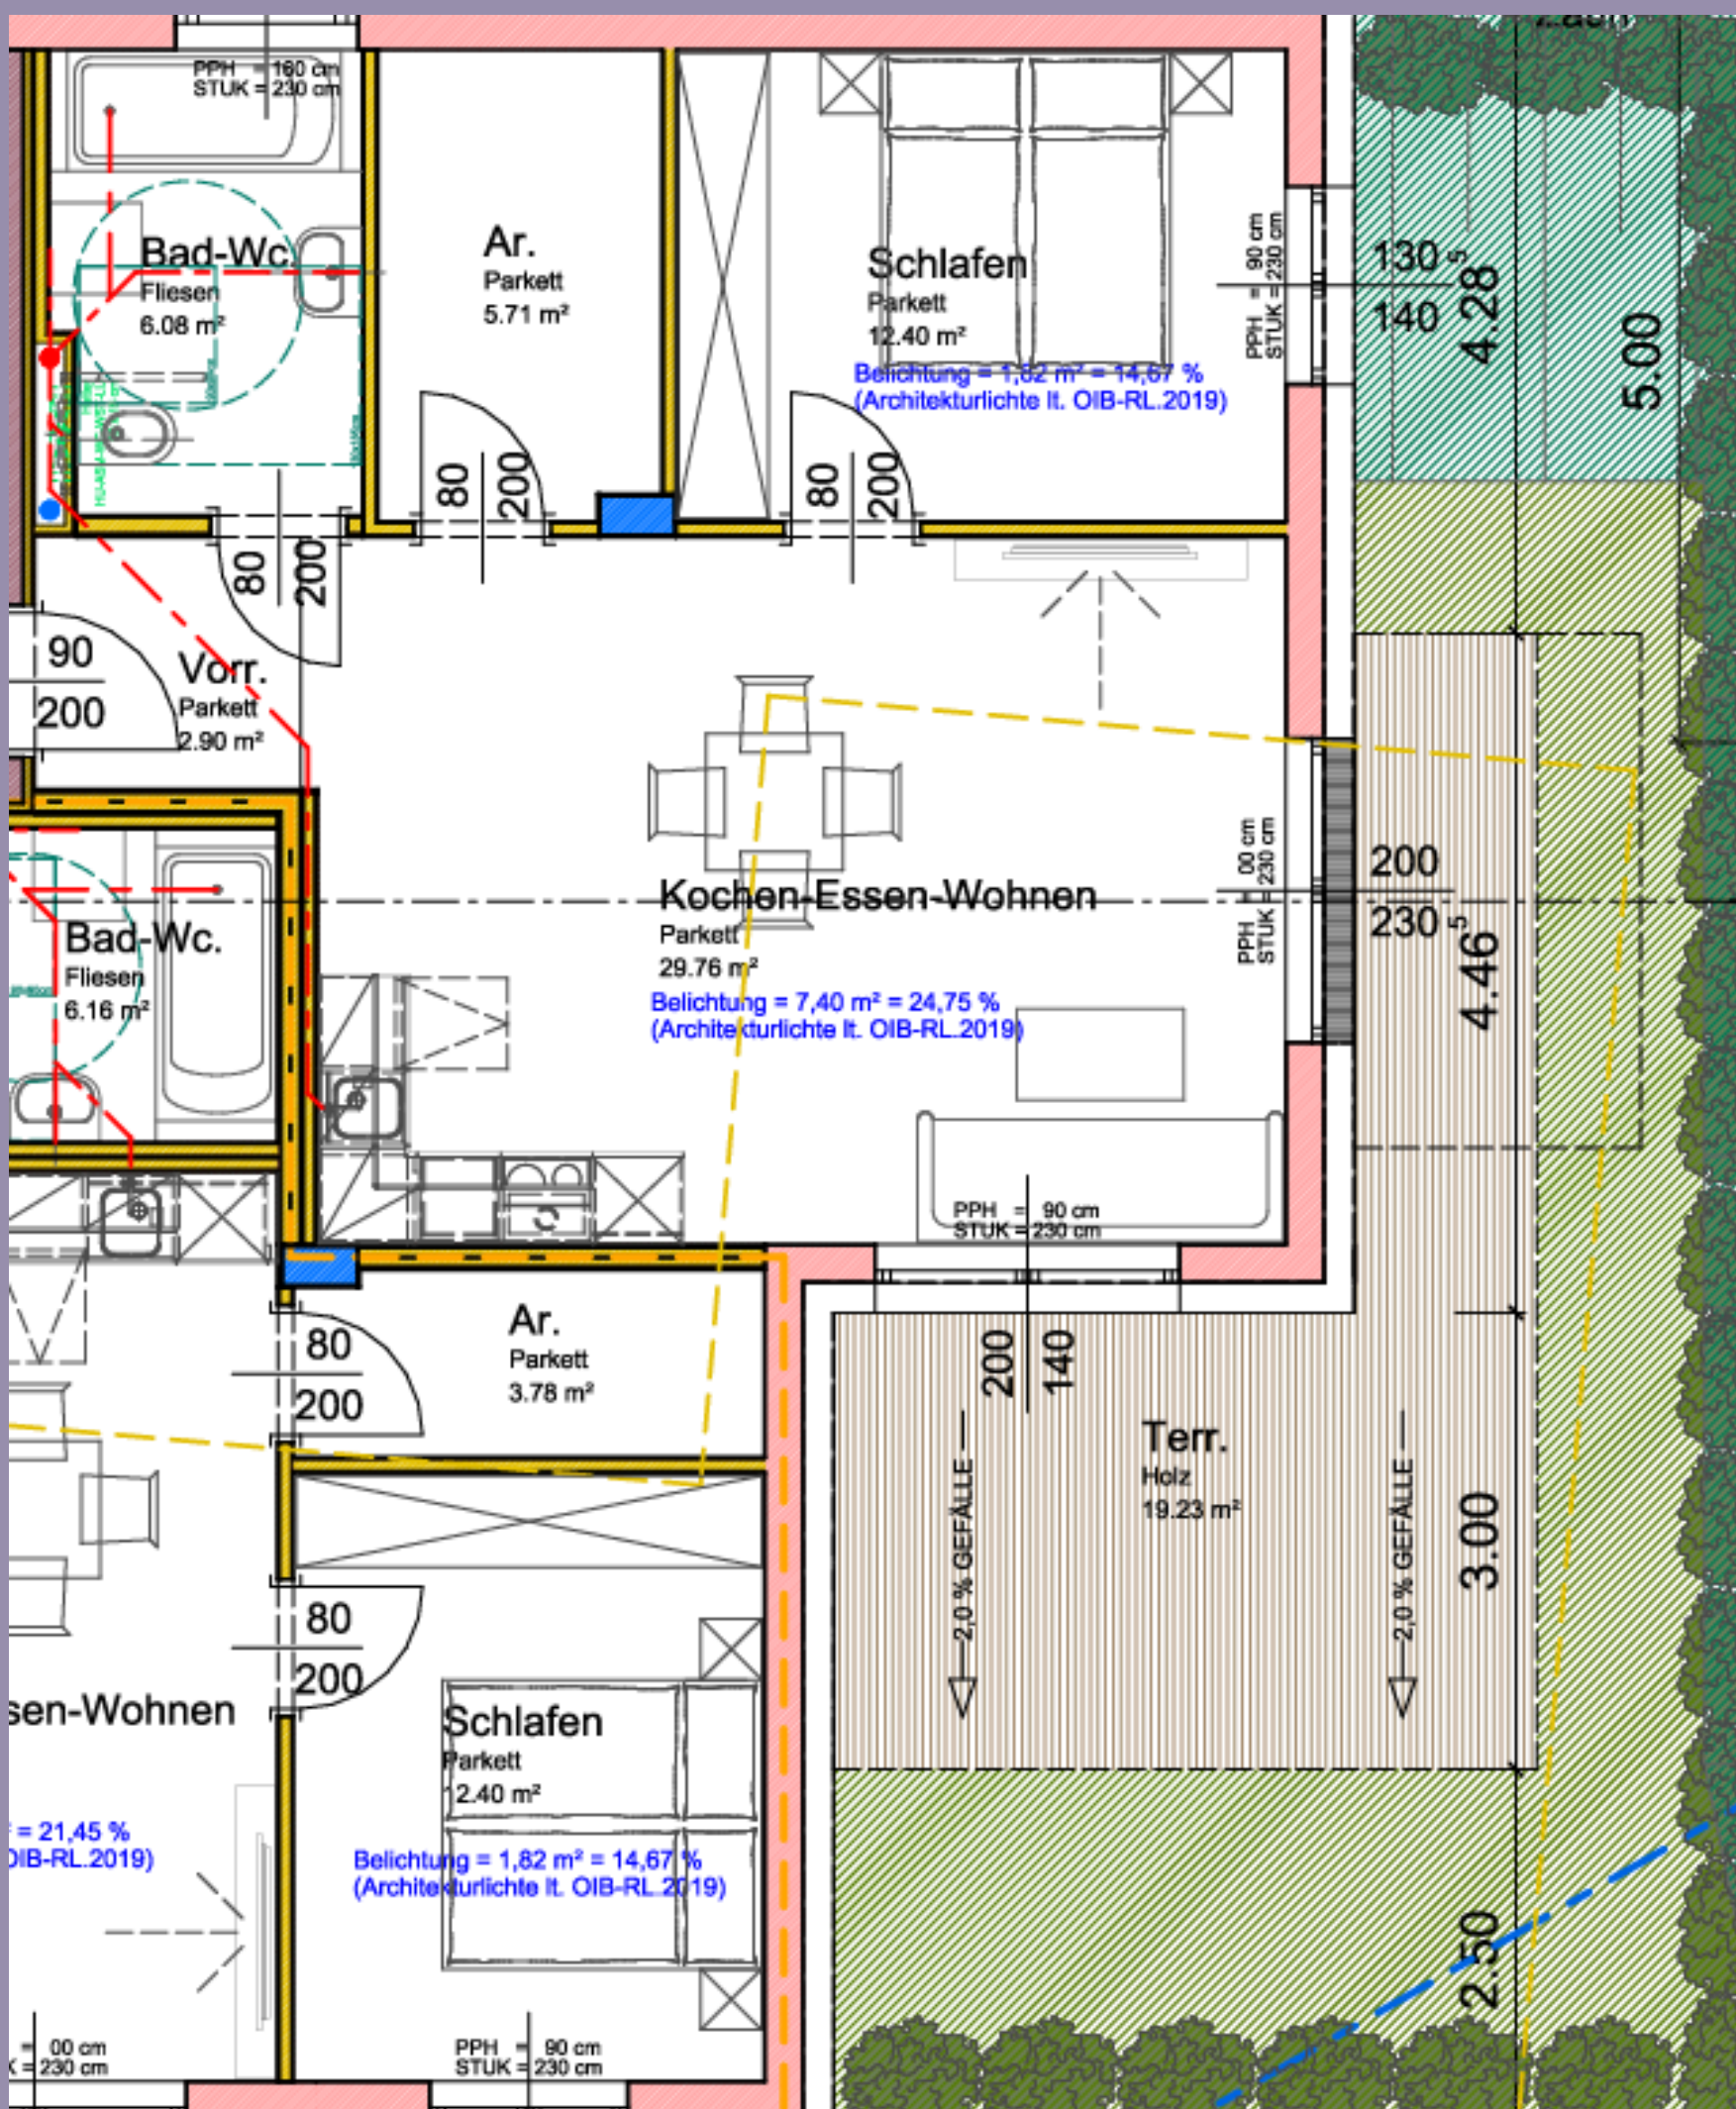 PPH = 160 cm
STUK = 230 cm
Bad-Wc.
Fliesen
6.08 m²
Ar.
Parkett
5.71 m²
Schlafen
Parkett
12.40 m²
Belichtung = 1,82 m² = 14,67 %
(Architekturlichte lt. OIB-RL.2019)
PPH = 90 cm
STUK = 230 cm
130
140⁵
4.28
5.00
80
200
80
200
80
200
90
200
Vorr.
Parkett
2.90 m²
Kochen-Essen-Wohnen
Parkett
29.76 m²
Belichtung = 7,40 m² = 24,75 %
(Architekturlichte lt. OIB-RL.2019)
PPH = 00 cm
STUK = 230 cm
200
230⁵
4.46
Bad-Wc.
Fliesen
6.16 m²
PPH = 90 cm
STUK = 230 cm
200
140
Ar.
Parkett
3.78 m²
80
200
Terr.
Holz
19.23 m²
2,0 % GEFÄLLE
2,0 % GEFÄLLE
3.00
80
200
sen-Wohnen
Schlafen
Parkett
12.40 m²
= 21,45 %
OIB-RL.2019)
Belichtung = 1,82 m² = 14,67 %
(Architekturlichte lt. OIB-RL.2019)
2.50
= 00 cm
K = 230 cm
PPH = 90 cm
STUK = 230 cm